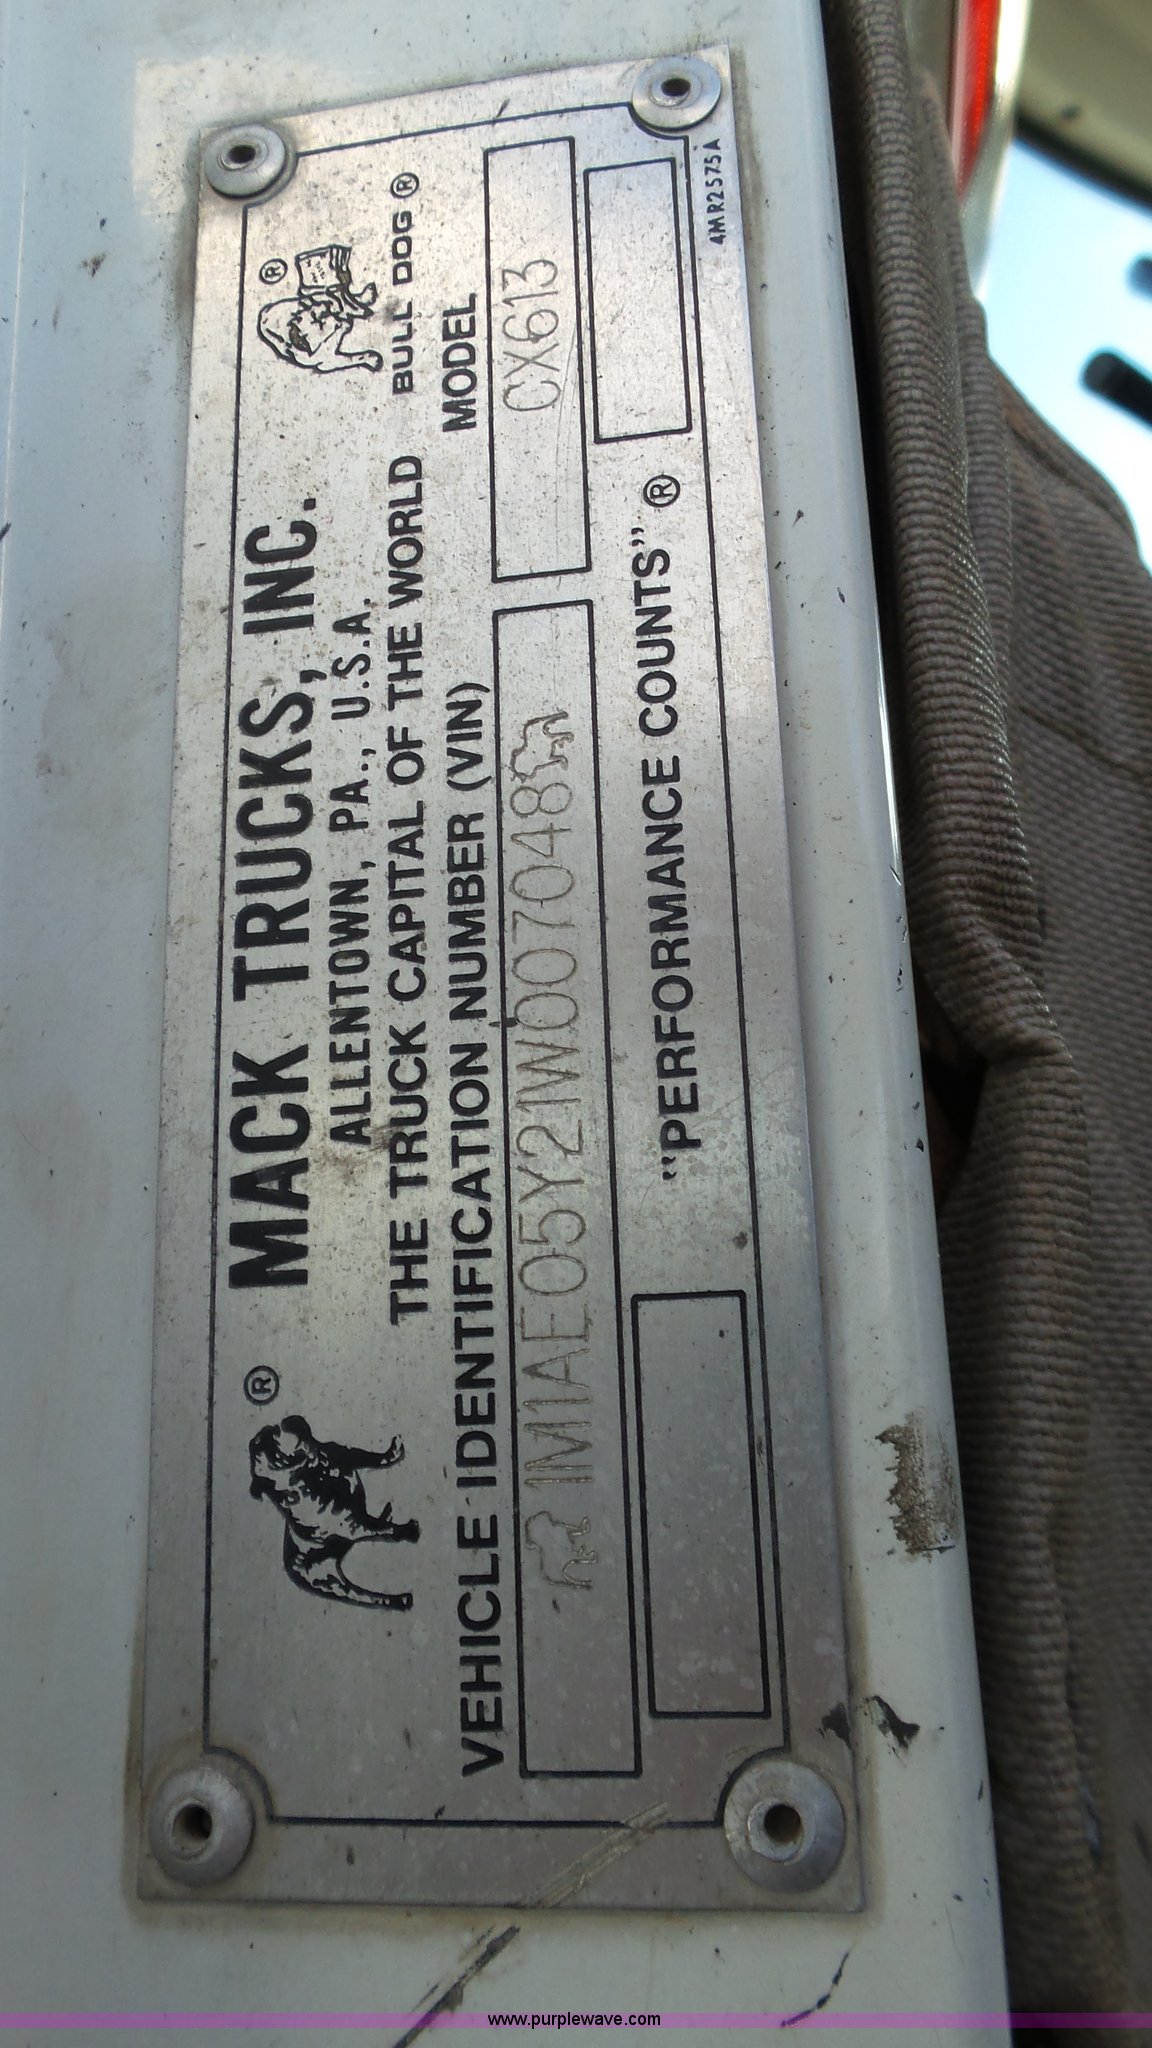 MACK TRUCKS, INC.
ALLENTOWN, PA., U.S.A.
THE TRUCK CAPITAL OF THE WORLD
BULL DOG ®
VEHICLE IDENTIFICATION NUMBER (VIN)
MODEL
1M1AE05Y21W007048
CX613
"PERFORMANCE COUNTS" ®
4MR2575A
www.purplewave.com